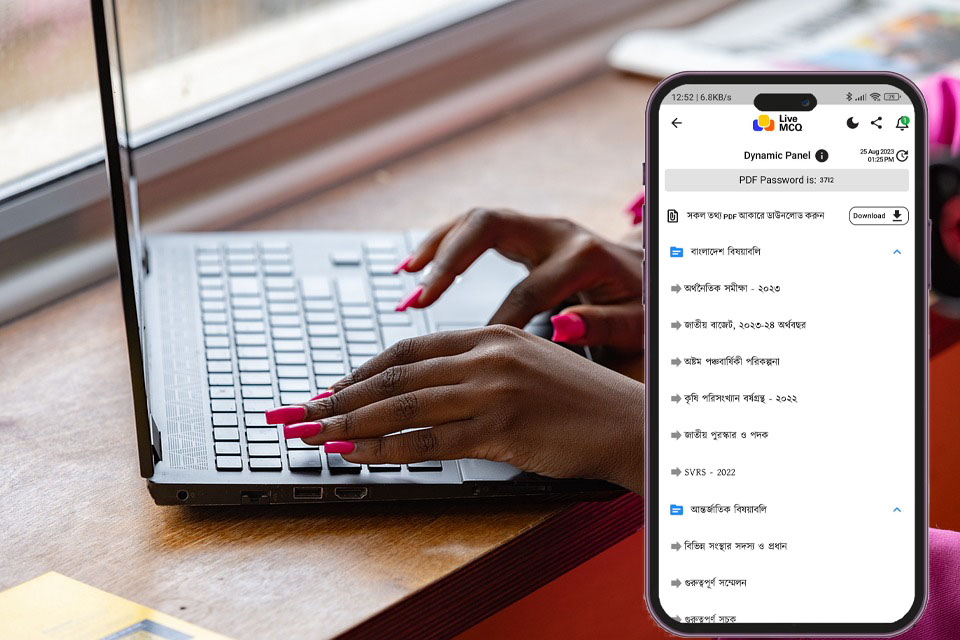 12:52 | 6.8KB/s
25
Live
MCQ
1
Dynamic Panel
25 Aug 2023
01:25 PM
PDF Password is: 3712
সকল তথ্য PDF আকারে ডাউনলোড করুন
Download
বাংলাদেশ বিষয়াবলি
অর্থনৈতিক সমীক্ষা - ২০২৩
জাতীয় বাজেট, ২০২৩-২৪ অর্থবছর
অষ্টম পঞ্চবার্ষিকী পরিকল্পনা
কৃষি পরিসংখ্যান বর্ষগ্রন্থ - ২০২২
জাতীয় পুরস্কার ও পদক
SVRS - 2022
আন্তর্জাতিক বিষয়াবলি
বিভিন্ন সংস্থার সদস্য ও প্রধান
গুরুত্বপূর্ণ সম্মেলন
গুরুত্বপূর্ণ সূচক